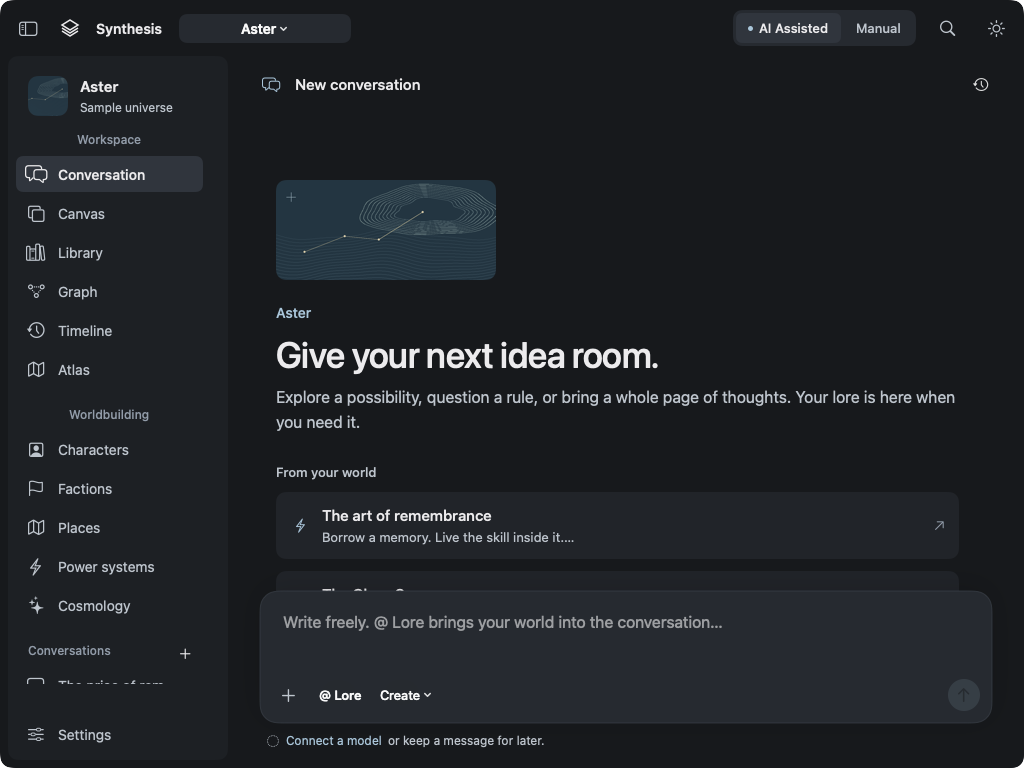 Synthesis
Aster
AI Assisted
Manual
Aster
Sample universe
Workspace
Conversation
Canvas
Library
Graph
Timeline
Atlas
Worldbuilding
Characters
Factions
Places
Power systems
Cosmology
Conversations
Settings
New conversation
Aster
Give your next idea room.
Explore a possibility, question a rule, or bring a whole page of thoughts. Your lore is here when
you need it.
From your world
The art of remembrance
Borrow a memory. Live the skill inside it....
Write freely. @ Lore brings your world into the conversation...
@ Lore
Create
Connect a model or keep a message for later.